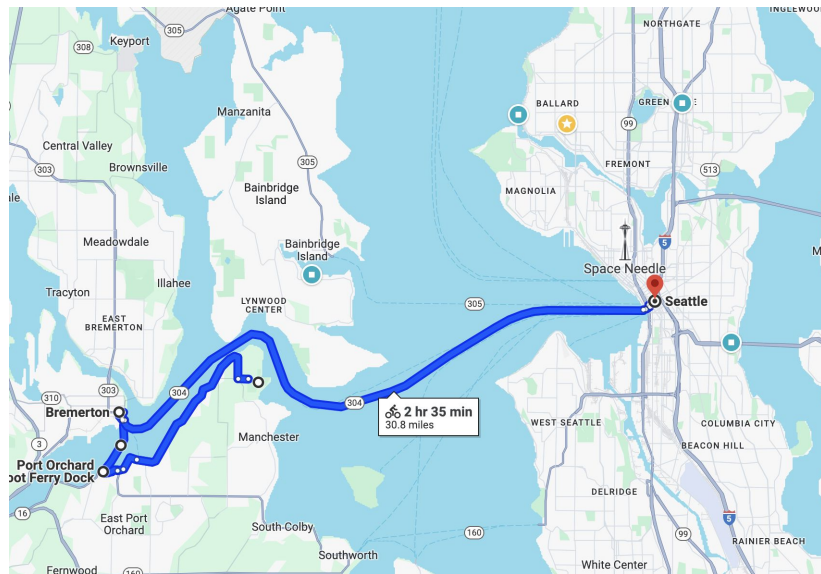 Agate Point
INGLEWOO
308
305
Keyport
NORTHGATE
Manzanita
BALLARD
GREEN
E
99
Central Valley
303
Brownsville
305
FREMONT
513
Bainbridge
Island
MAGNOLIA
Meadowdale
Bainbridge
Island
5
M
Space Needle
Illahee
Tracyton
LYNWOOD
CENTER
305
Seattle
EAST
BREMERTON
304
310
303
304
2 hr 35 min
30.8 miles
Bremerton
WEST SEATTLE
COLUMBIA CITY
3
Manchester
BEACON HILL
Port Orchard
oot Ferry Dock
DELRIDGE
16
East Port
Orchard
South Colby
160
5
99
RAINIER BEACH
Southworth
Fernwood
160
White Center